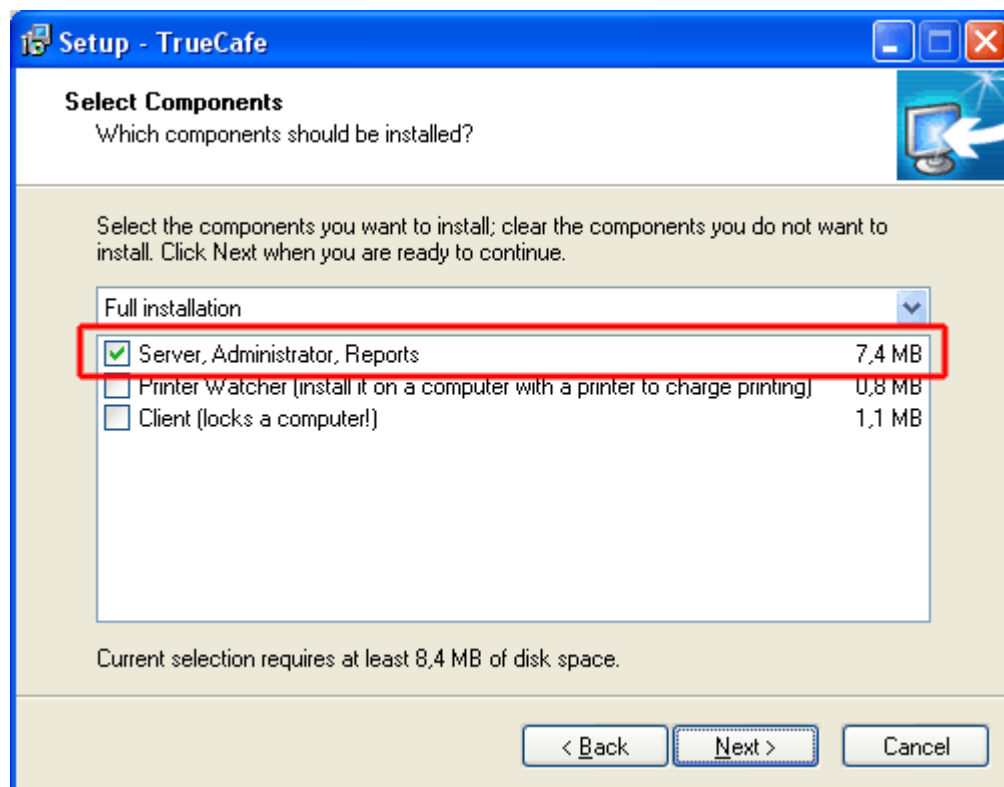 Setup - TrueCafe
Select Components
Which components should be installed?
Select the components you want to install; clear the components you do not want to
install. Click Next when you are ready to continue.
Full installation
Server, Administrator, Reports 7,4 MB
Printer Watcher (install it on a computer with a printer to charge printing) 0,8 MB
Client (locks a computer!) 1,1 MB
Current selection requires at least 8,4 MB of disk space.
< Back Next > Cancel